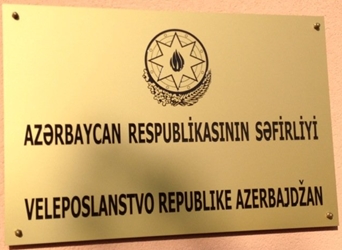 AZƏRBAYCAN RESPUBLİKASININ SƏFİRLİYİ
VELEPOSLANSTVO REPUBLIKE AZERBAJDŽAN